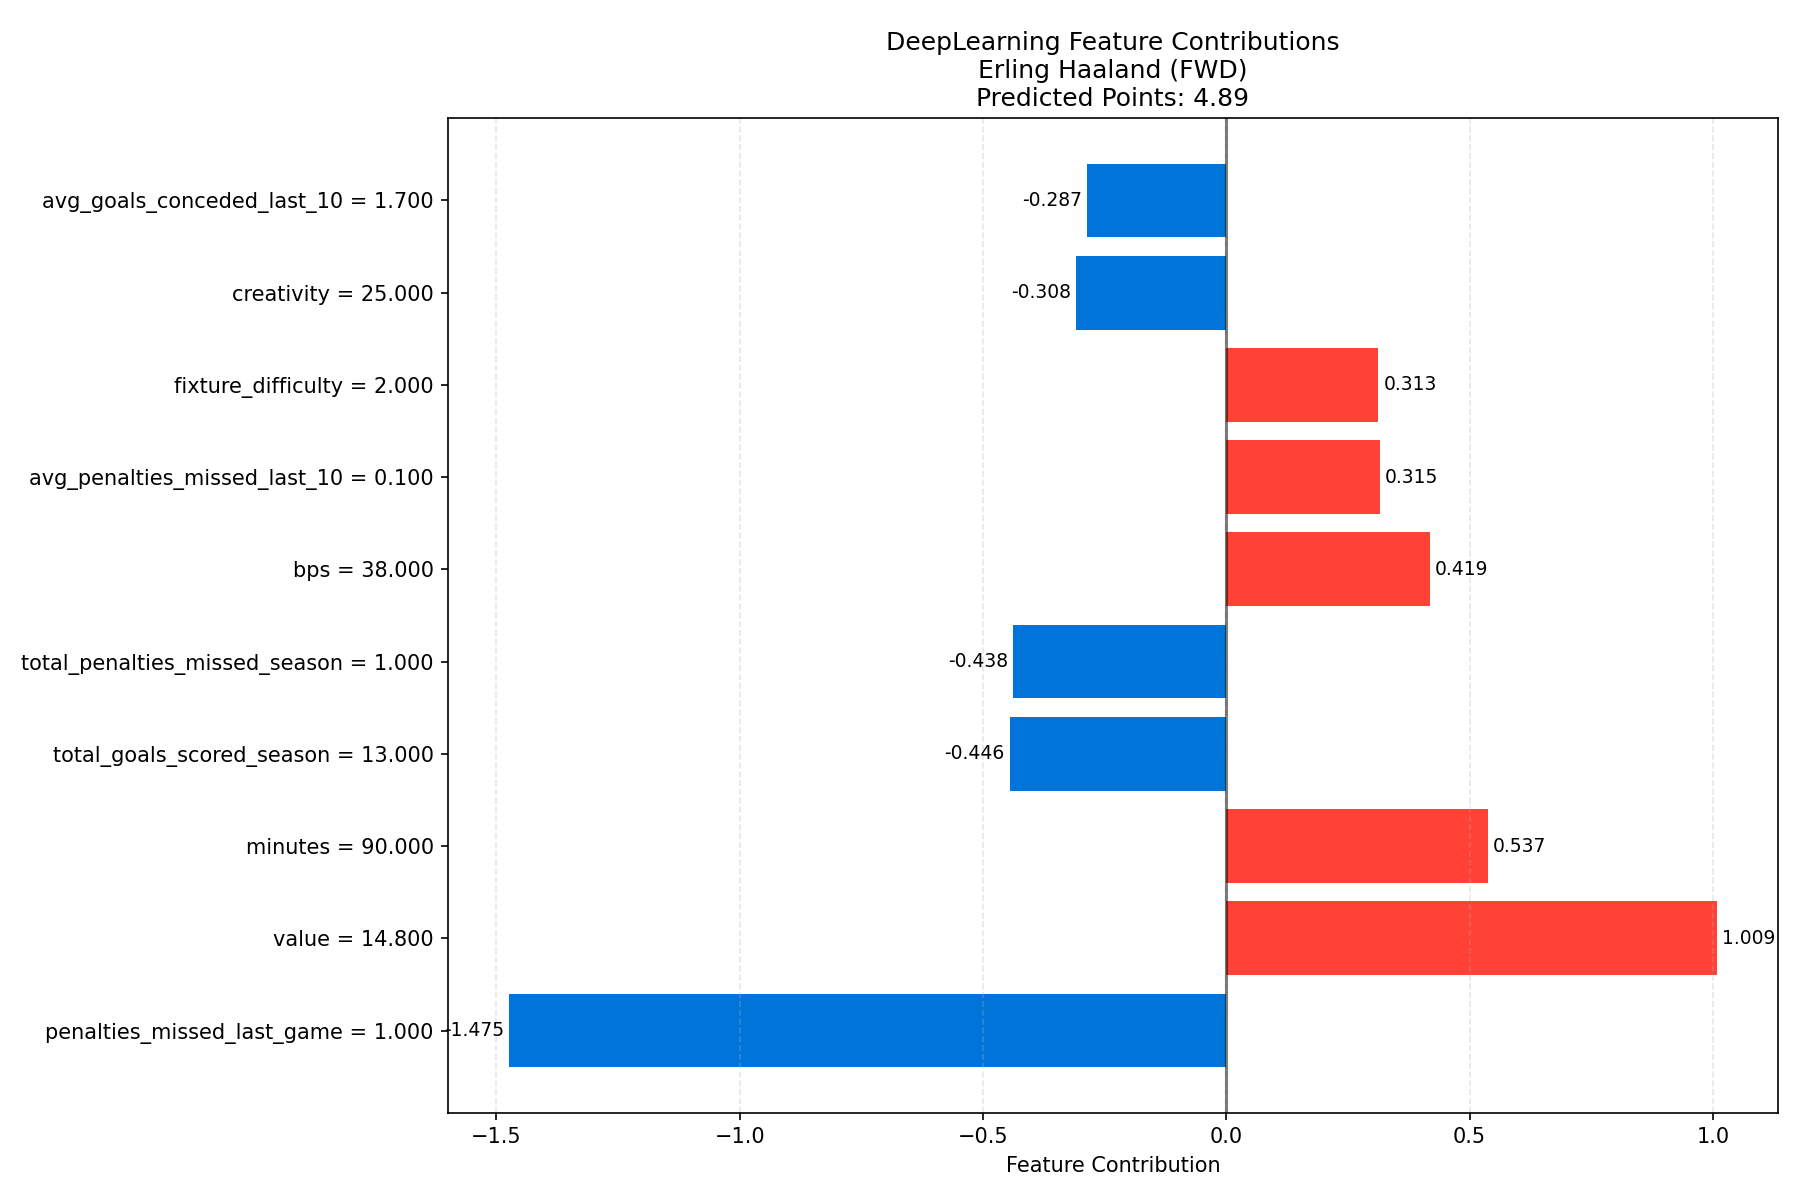 DeepLearning Feature Contributions
Erling Haaland (FWD)
Predicted Points: 4.89
avg_goals_conceded_last_10 = 1.700
-0.287
creativity = 25.000
-0.308
fixture_difficulty = 2.000
0.313
avg_penalties_missed_last_10 = 0.100
0.315
bps = 38.000
0.419
total_penalties_missed_season = 1.000
-0.438
total_goals_scored_season = 13.000
-0.446
minutes = 90.000
0.537
value = 14.800
1.009
penalties_missed_last_game = 1.000
-1.475
−1.5 −1.0 −0.5 0.0 0.5 1.0
Feature Contribution